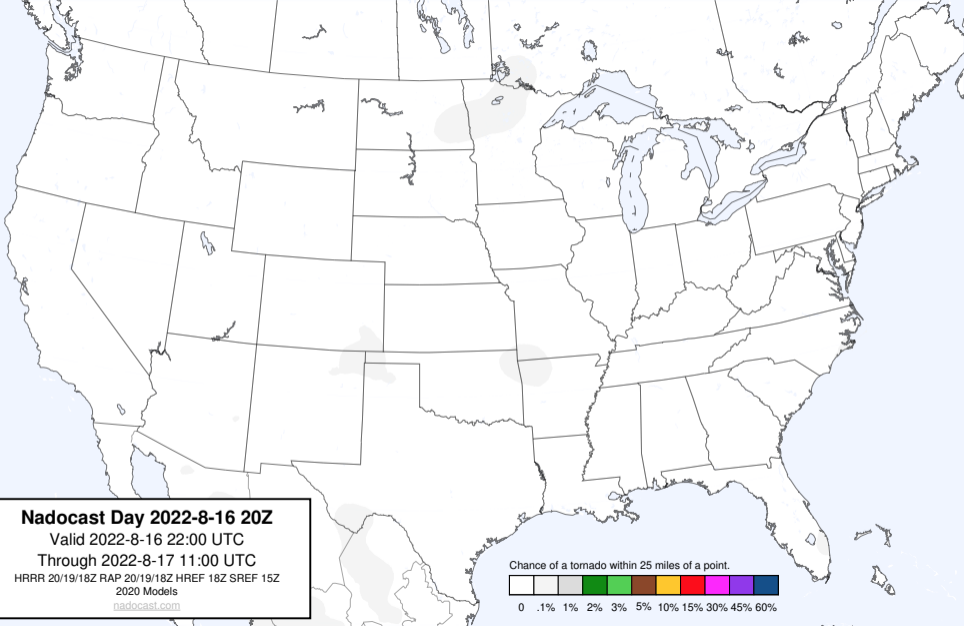 Nadocast Day 2022-8-16 20Z
Valid 2022-8-16 22:00 UTC
Through 2022-8-17 11:00 UTC
HRRR 20/19/18Z RAP 20/19/18Z HREF 18Z SREF 15Z
2020 Models
nadocast.com
Chance of a tornado within 25 miles of a point.
0 .1% 1% 2% 3% 5% 10% 15% 30% 45% 60%